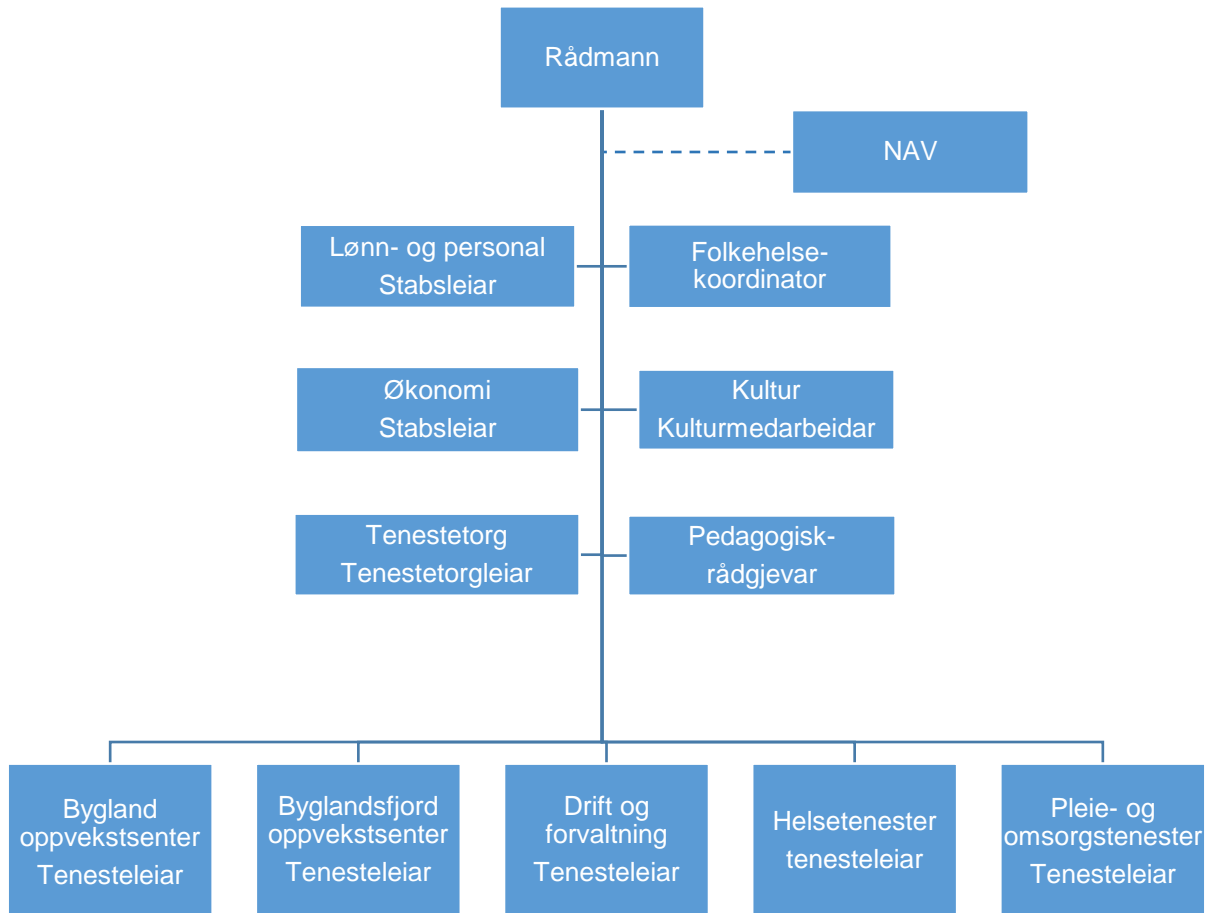 Rådmann
NAV
Lønn- og personal
Stabsleiar
Folkehelse-
koordinator
Økonomi
Stabsleiar
Kultur
Kulturmedarbeidar
Tenestetorg
Tenestetorgleiar
Pedagogisk-
rådgjevar
Bygland
oppvekstsenter
Tenesteleiar
Byglandsfjord
oppvekstsenter
Tenesteleiar
Drift og
forvaltning
Tenesteleiar
Helsetenester
tenesteleiar
Pleie- og
omsorgstenester
Tenesteleiar